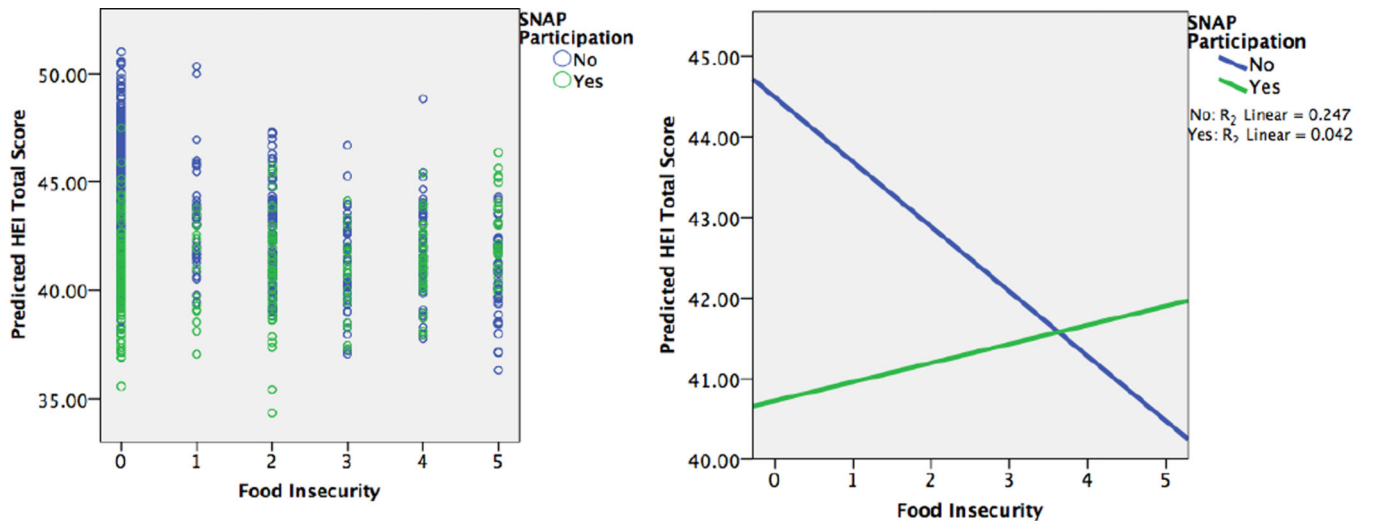 SNAP
Participation
No
Yes
50.00
45.00
40.00
35.00
Predicted HEI Total Score
0 1 2 3 4 5
Food Insecurity
SNAP
Participation
No
Yes
No: R2 Linear = 0.247
Yes: R2 Linear = 0.042
45.00
44.00
43.00
42.00
41.00
40.00
Predicted HEI Total Score
0 1 2 3 4 5
Food Insecurity